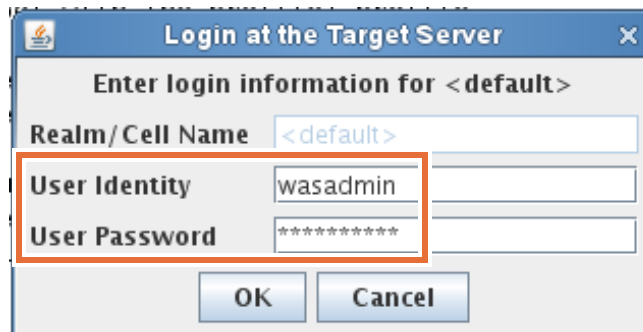 Login at the Target Server
Enter login information for <default>
Realm/Cell Name <default>
User Identity wasadmin
User Password **********
OK Cancel